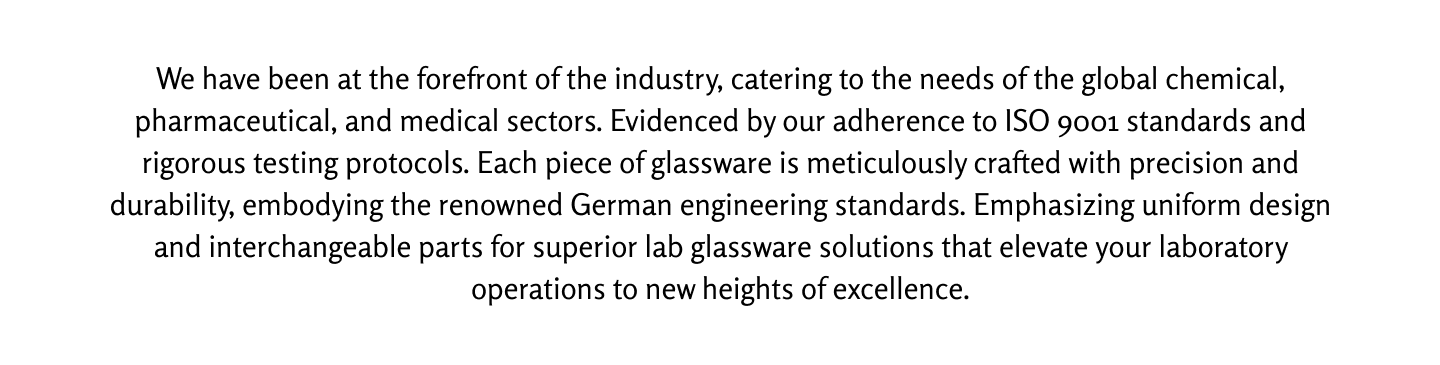 We have been at the forefront of the industry, catering to the needs of the global chemical,
pharmaceutical, and medical sectors. Evidenced by our adherence to ISO 9001 standards and
rigorous testing protocols. Each piece of glassware is meticulously crafted with precision and
durability, embodying the renowned German engineering standards. Emphasizing uniform design
and interchangeable parts for superior lab glassware solutions that elevate your laboratory
operations to new heights of excellence.